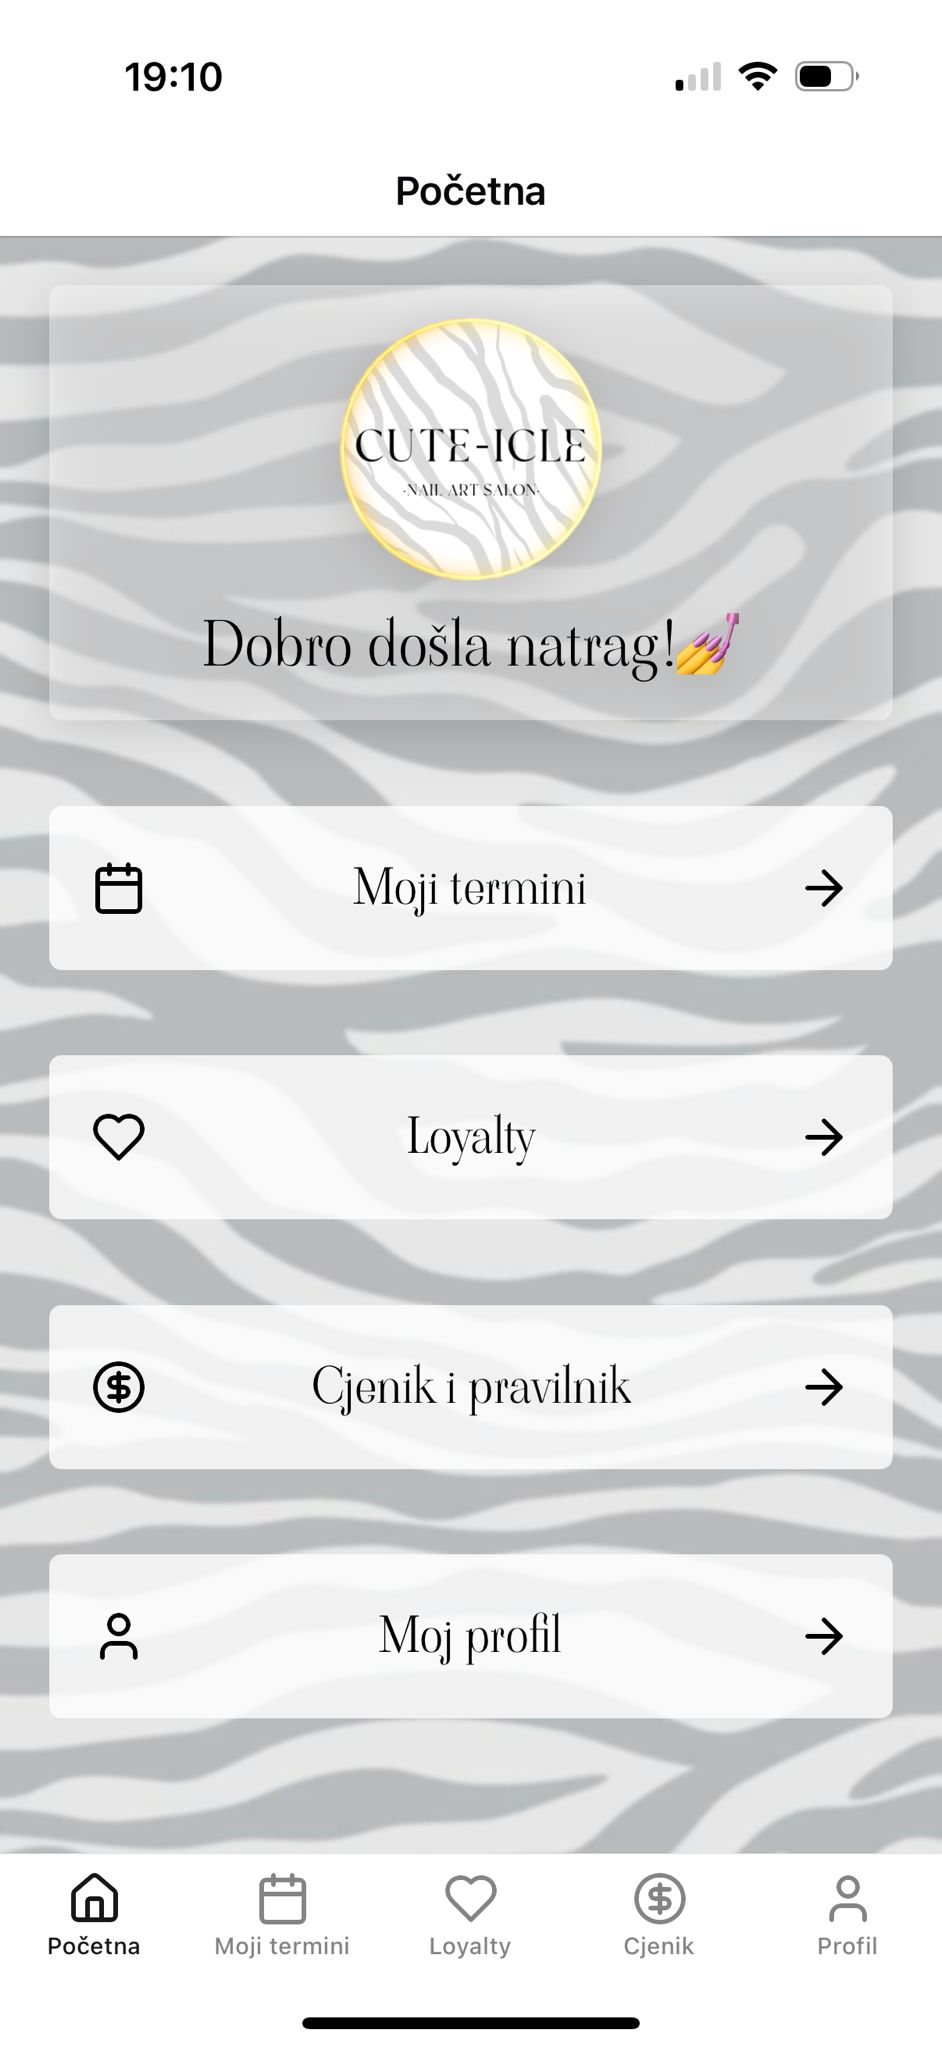 19:10
Početna
CUTE-ICLE
·NAIL ART SALON·
Dobro došla natrag!💅
Moji termini
Loyalty
Cjenik i pravilnik
Moj profil
Početna
Moji termini
Loyalty
Cjenik
Profil